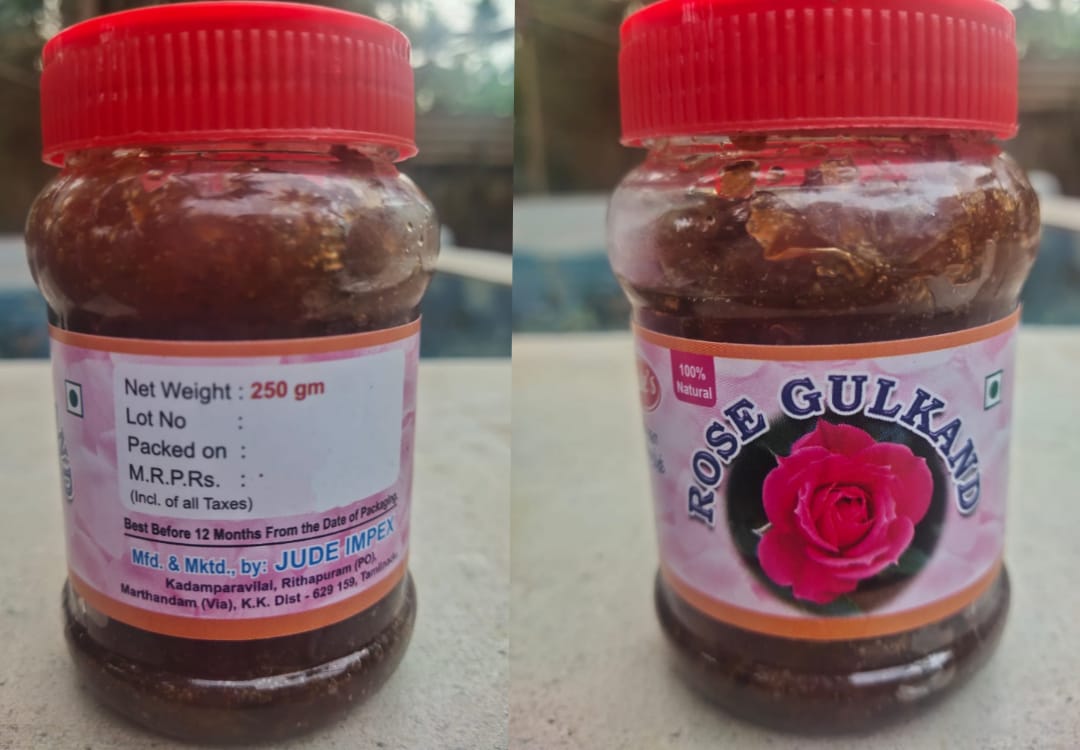 Net Weight : 250 gm
Lot No :
Packed on :
M.R.P.Rs. :
(Incl. of all Taxes)
Best Before 12 Months From the Date of Packaging.
Mfd. & Mktd., by: JUDE IMPEX
Kadamparavilai, Rithapuram (PO),
Marthandam (Via), K.K. Dist - 629 159, Tamilnadu.
100%
Natural
ROSE GULKAND